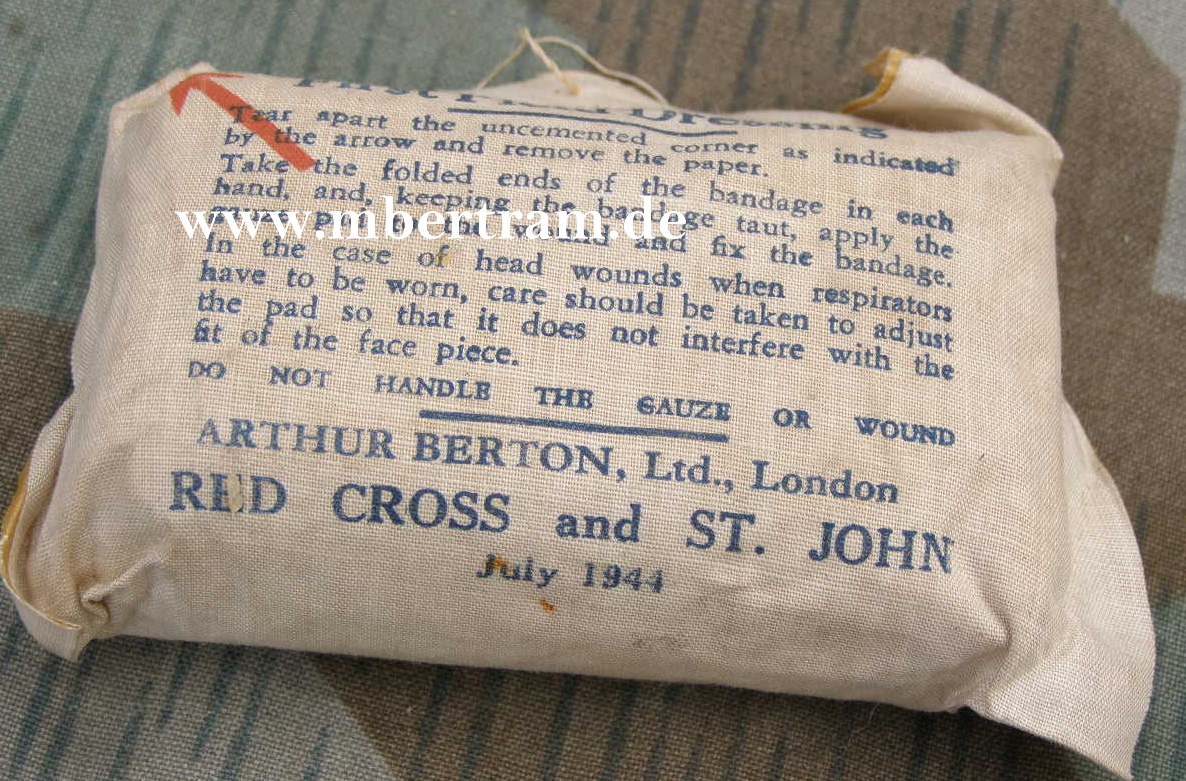 First Field Dressing
Tear apart the uncemented corner as indicated
by the arrow and remove the paper.
Take the folded ends of the bandage in each
hand, and, keeping the bandage taut, apply the
wound and fix the bandage.
In the case of head wounds when respirators
have to be worn, care should be taken to adjust
the pad so that it does not interfere with the
fit of the face piece.
DO NOT HANDLE THE GAUZE OR WOUND
ARTHUR BERTON, Ltd., London
RED CROSS and ST. JOHN
July 1944
www.mbertram.de